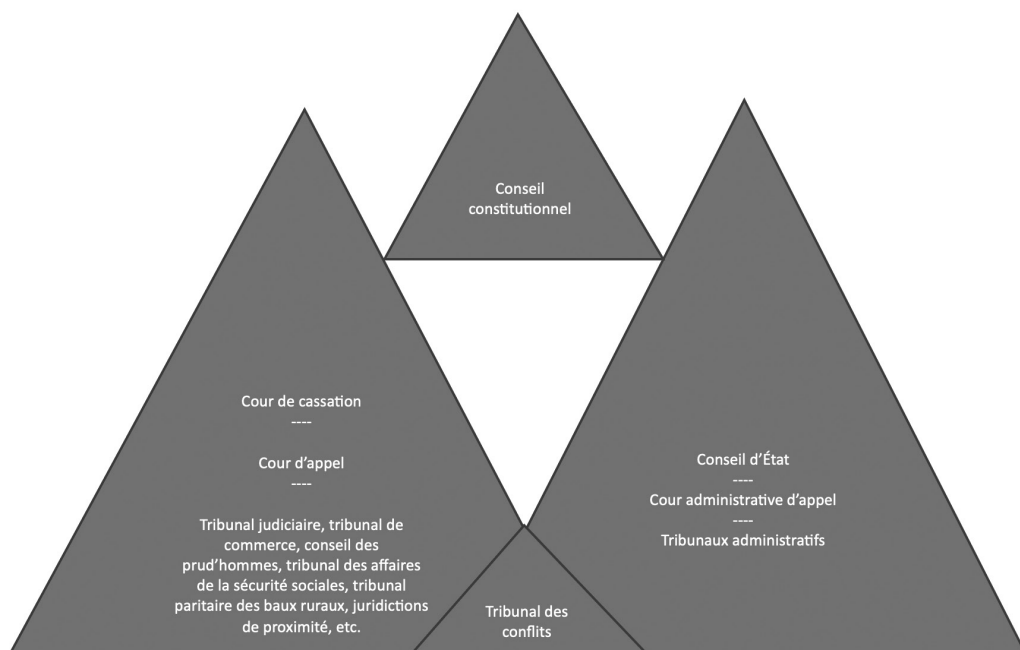 Conseil
constitutionnel
Cour de cassation
----
Cour d’appel
----
Tribunal judiciaire, tribunal de
commerce, conseil des
prud’hommes, tribunal des affaires
de la sécurité sociales, tribunal
paritaire des baux ruraux, juridictions
de proximité, etc.
Conseil d’État
----
Cour administrative d’appel
----
Tribunaux administratifs
Tribunal des
conflits